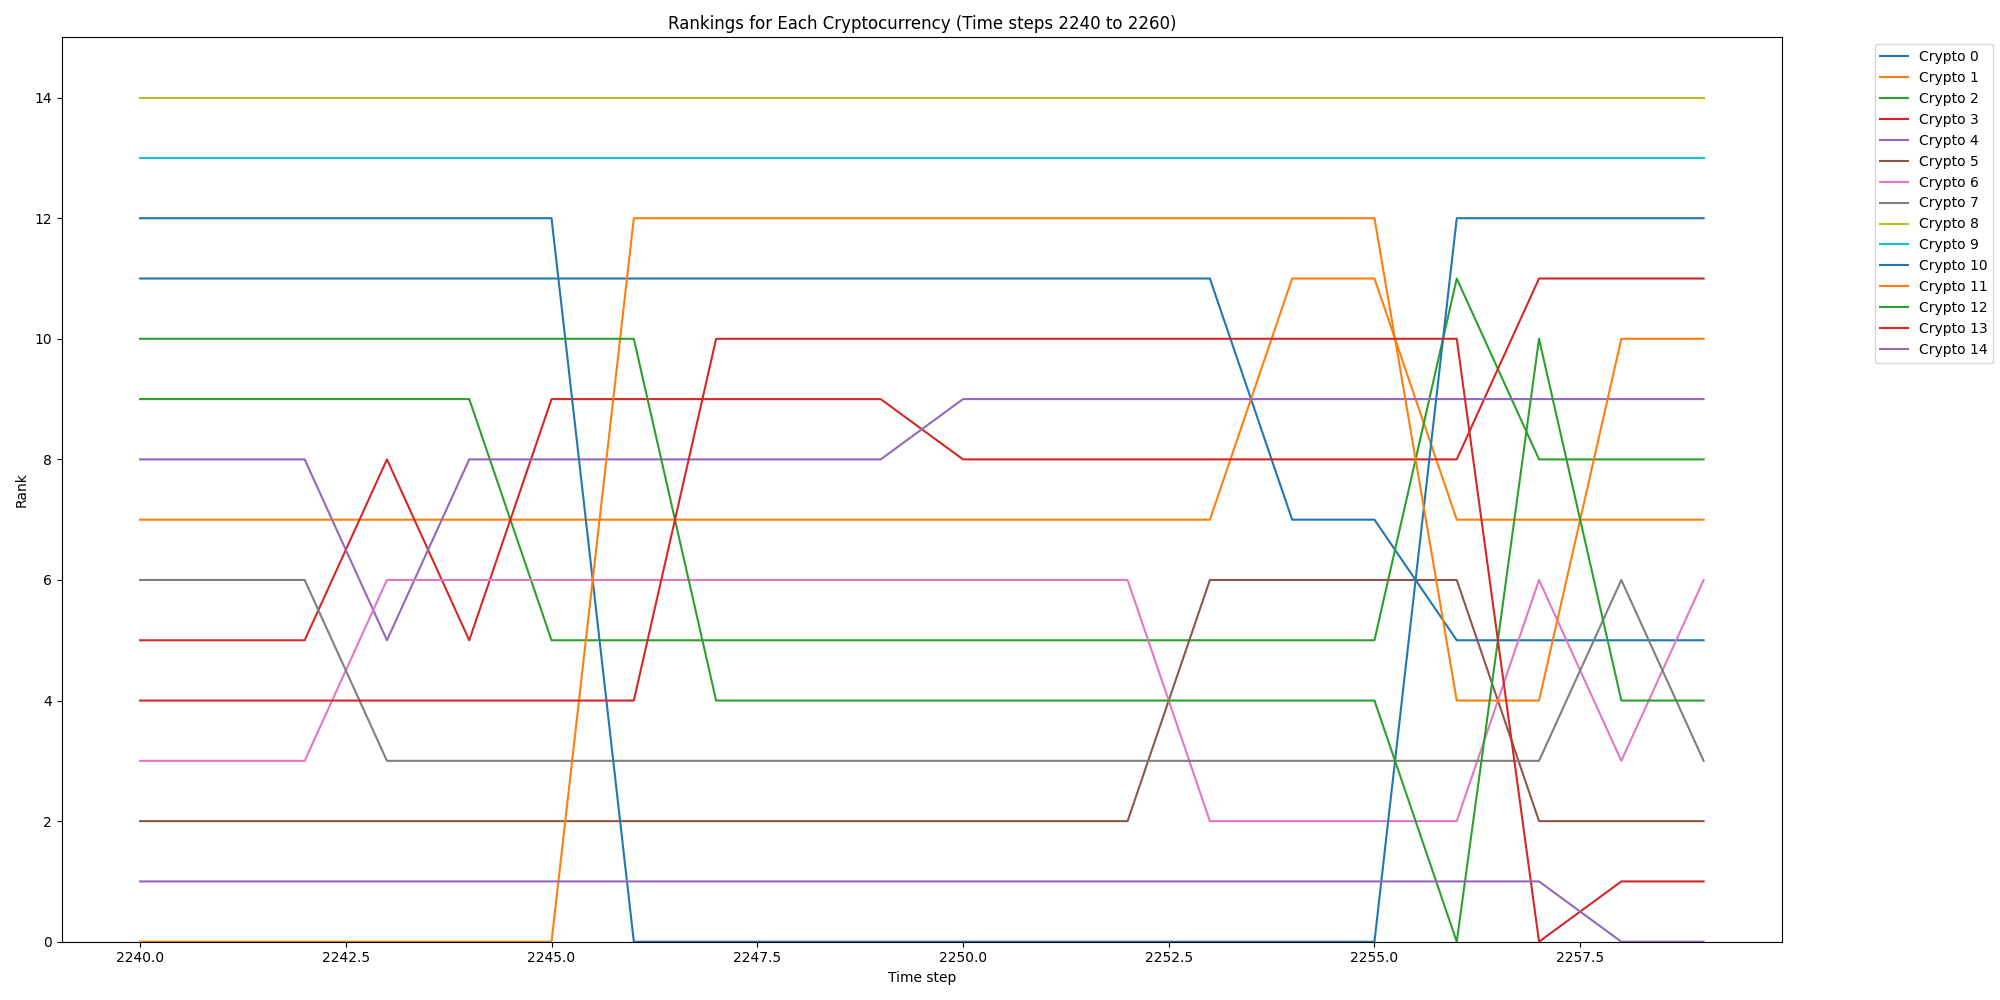 Rankings for Each Cryptocurrency (Time steps 2240 to 2260)
14
12
10
8
6
4
2
0
Rank
2240.0
2242.5
2245.0
2247.5
2250.0
2252.5
2255.0
2257.5
Time step
Crypto 0
Crypto 1
Crypto 2
Crypto 3
Crypto 4
Crypto 5
Crypto 6
Crypto 7
Crypto 8
Crypto 9
Crypto 10
Crypto 11
Crypto 12
Crypto 13
Crypto 14